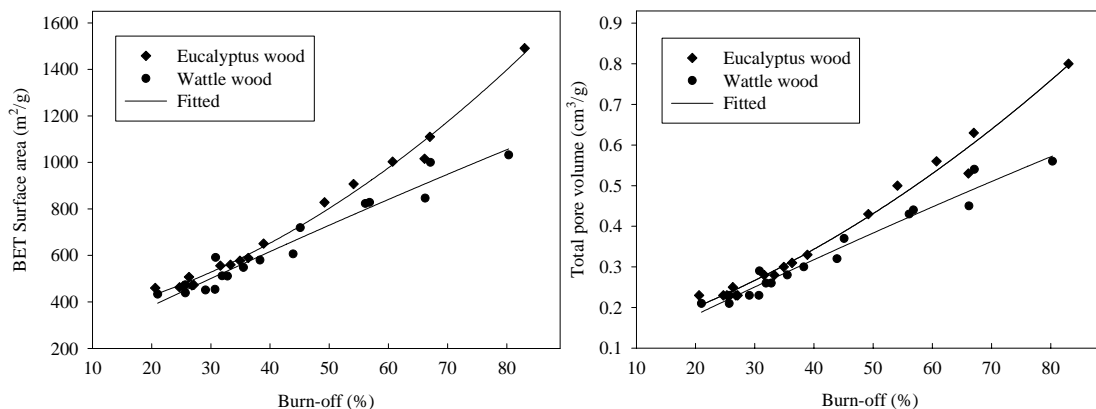 1600
1400
1200
1000
800
600
400
200
BET Surface area (m²/g)
Eucalyptus wood
Wattle wood
Fitted
10 20 30 40 50 60 70 80
Burn-off (%)
0.9
0.8
0.7
0.6
0.5
0.4
0.3
0.2
0.1
Total pore volume (cm³/g)
Eucalyptus wood
Wattle wood
Fitted
10 20 30 40 50 60 70 80
Burn-off (%)